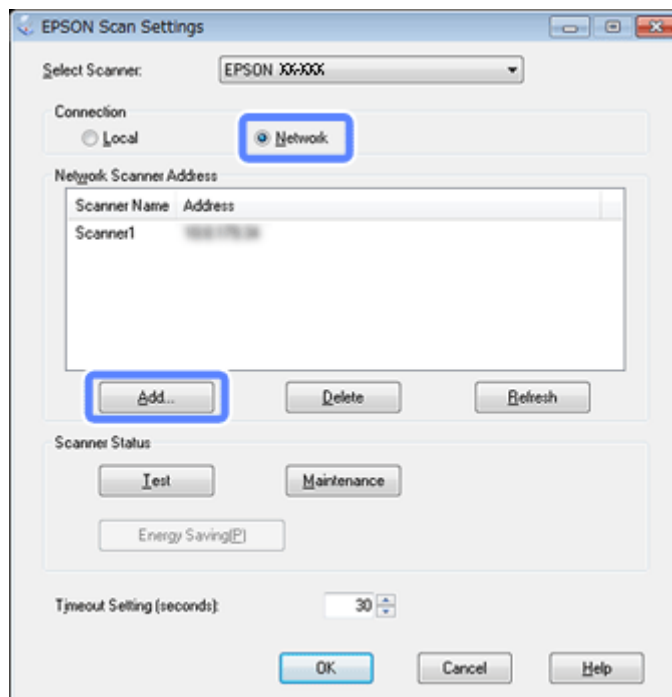 EPSON Scan Settings
Select Scanner: EPSON XX-XXX
Connection
Local Network
Network Scanner Address
Scanner Name Address
Scanner1
Add... Delete Refresh
Scanner Status
Test Maintenance
Energy Saving(P)
Timeout Setting (seconds): 30
OK Cancel Help